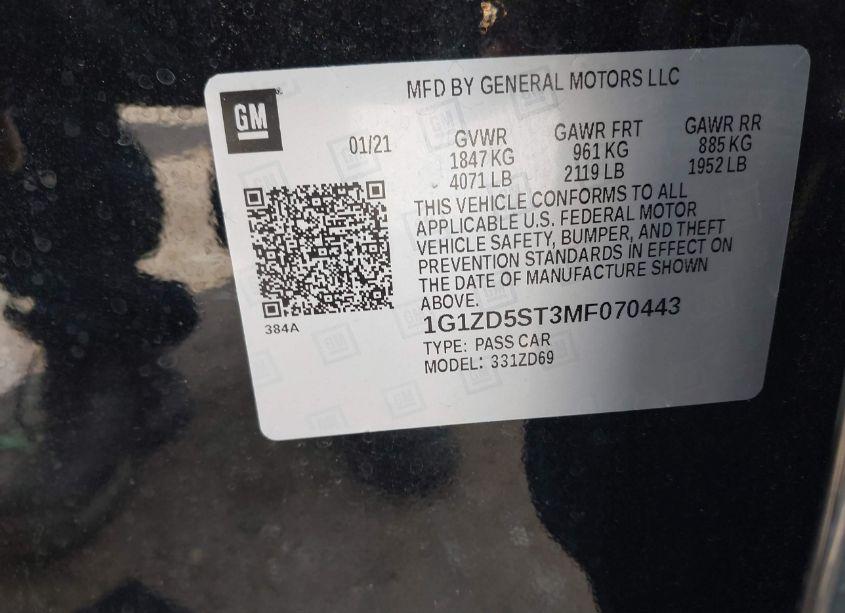 MFD BY GENERAL MOTORS LLC
GM
01/21
GVWR GAWR FRT GAWR RR
1847 KG 961 KG 885 KG
4071 LB 2119 LB 1952 LB
THIS VEHICLE CONFORMS TO ALL
APPLICABLE U.S. FEDERAL MOTOR
VEHICLE SAFETY, BUMPER, AND THEFT
PREVENTION STANDARDS IN EFFECT ON
THE DATE OF MANUFACTURE SHOWN
ABOVE.
384A
1G1ZD5ST3MF070443
TYPE: PASS CAR
MODEL: 331ZD69